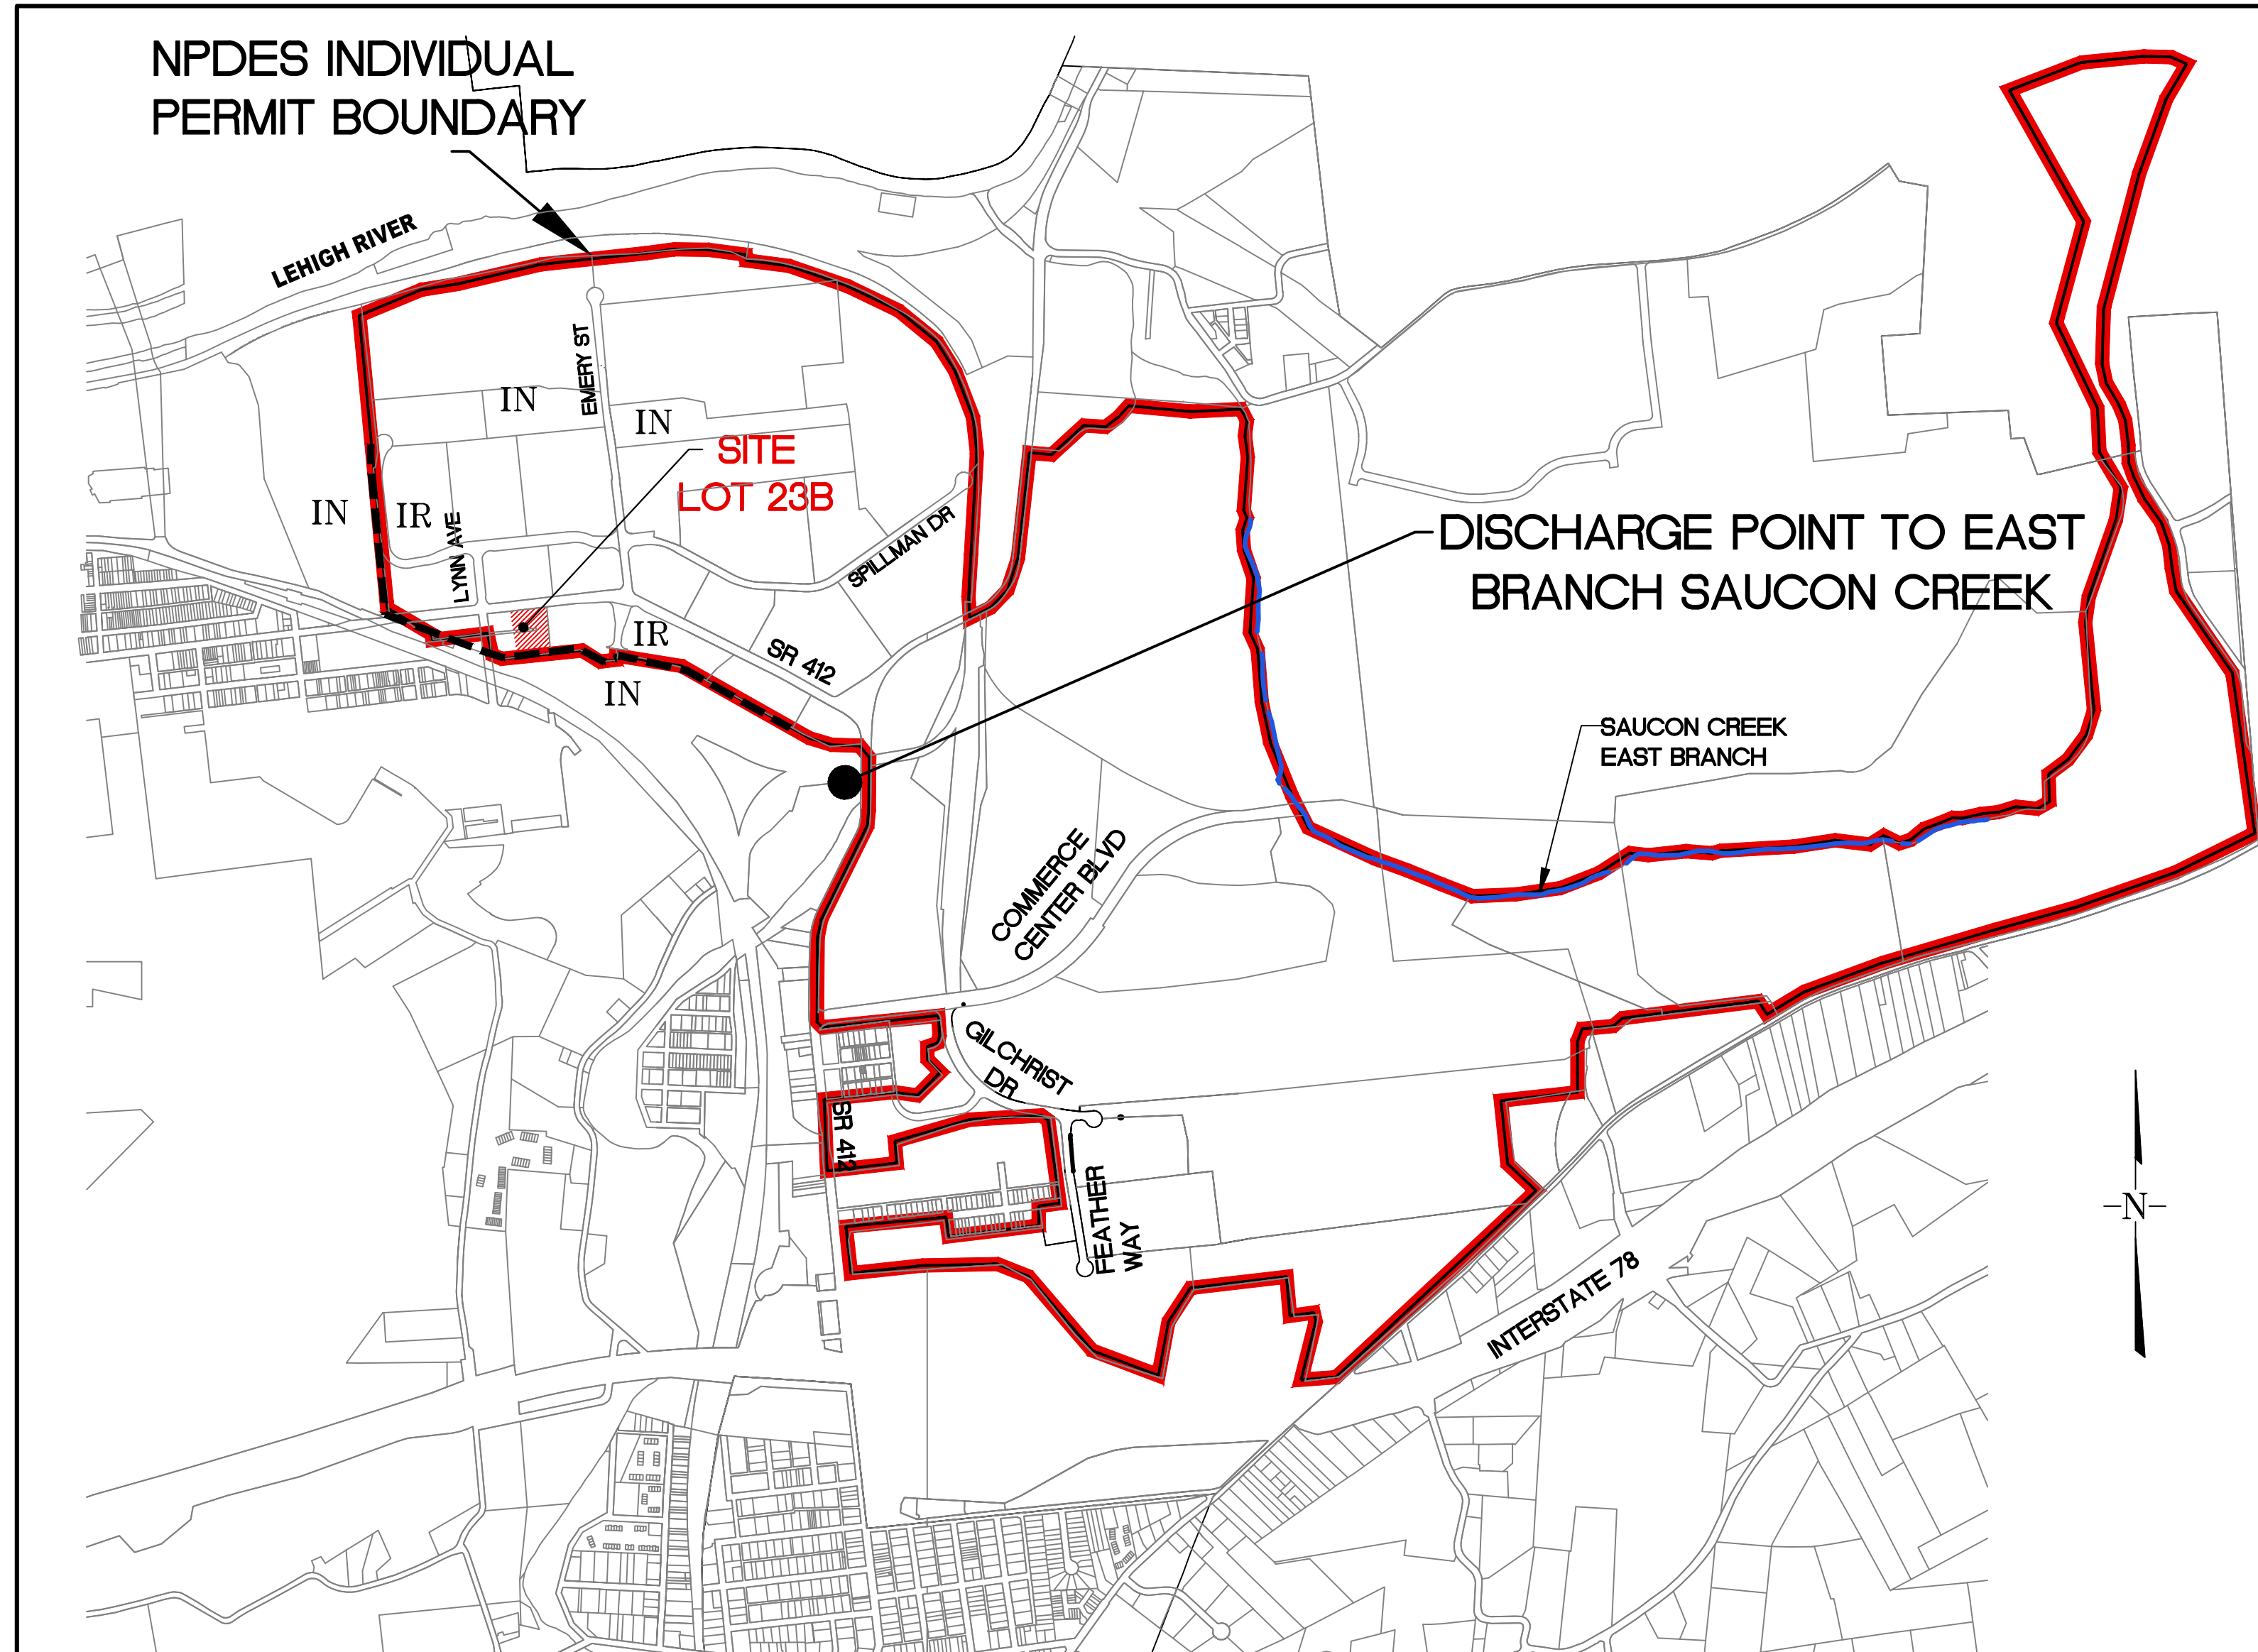 NPDES INDIVIDUAL
PERMIT BOUNDARY
LEHIGH RIVER
EMERY ST
IN
IN
SITE
LOT 23B
IN
IR
LYNN AVE
SPILLMAN DR
DISCHARGE POINT TO EAST
BRANCH SAUCON CREEK
IR
SR 412
IN
SAUCON CREEK
EAST BRANCH
COMMERCE
CENTER BLVD
GILCHRIST
DR
SR 412
FEATHER
WAY
N
INTERSTATE 78